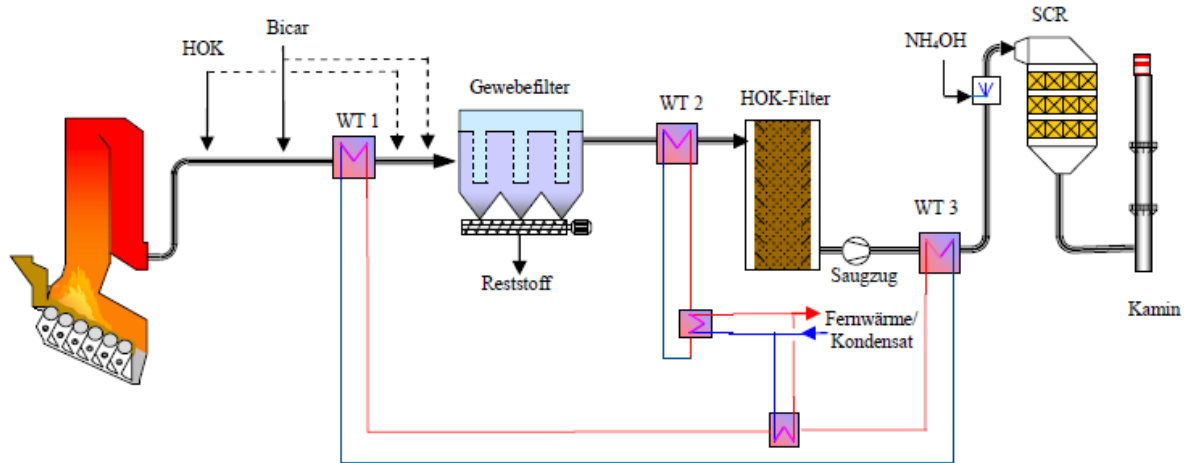 SCR
Bicar
HOK
NH₄OH
Gewebefilter
WT 2
HOK-Filter
WT 1
WT 3
Saugzug
Reststoff
Kamin
Fernwärme/
Kondensat